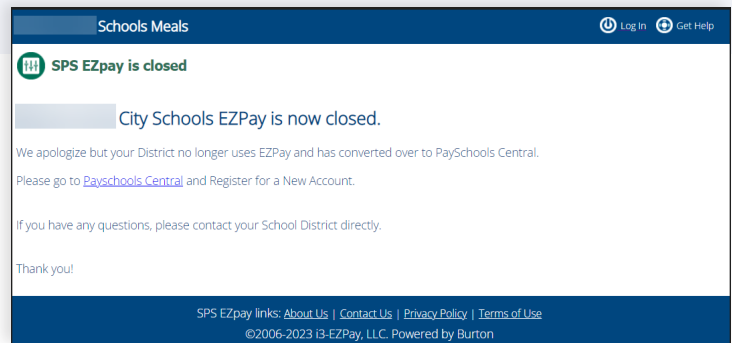 Schools Meals
Log In Get Help
SPS EZpay is closed
City Schools EZPay is now closed.
We apologize but your District no longer uses EZPay and has converted over to PaySchools Central.
Please go to Payschools Central and Register for a New Account.
If you have any questions, please contact your School District directly.
Thank you!
SPS EZpay links: About Us | Contact Us | Privacy Policy | Terms of Use
©2006-2023 i3-EZPay, LLC. Powered by Burton